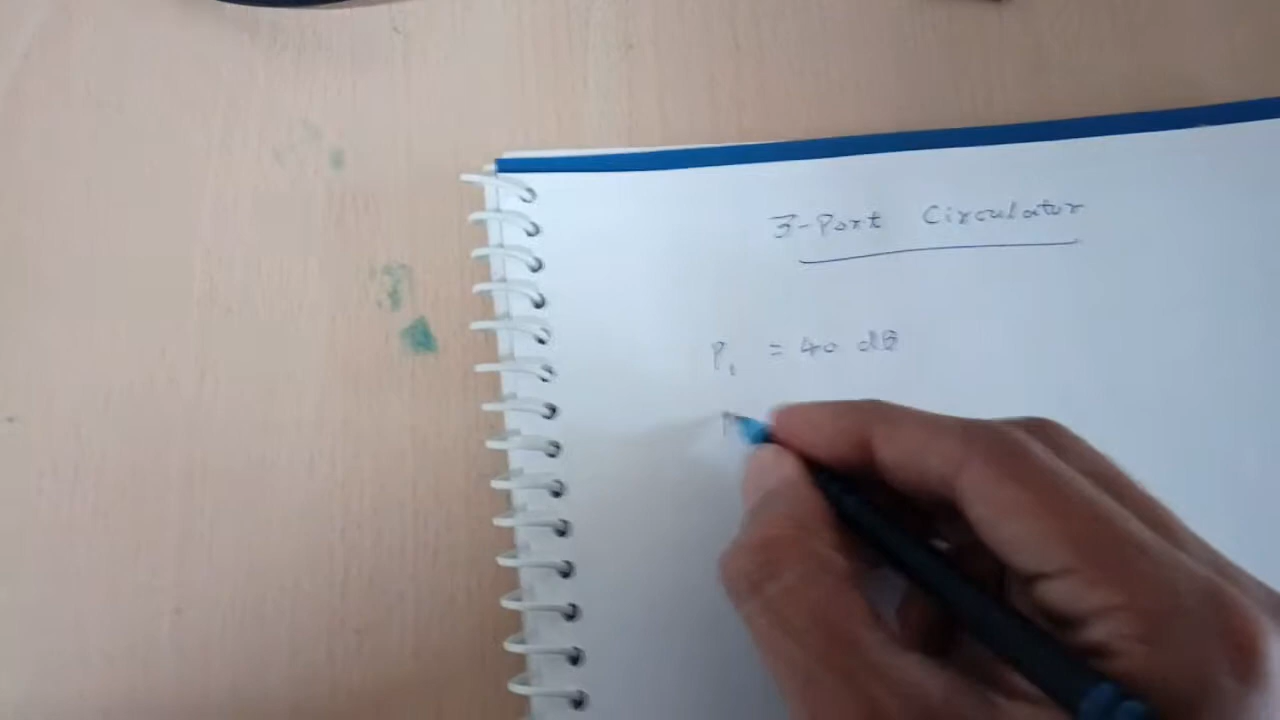 3-Port Circulator
P₁ = 40 dB
P